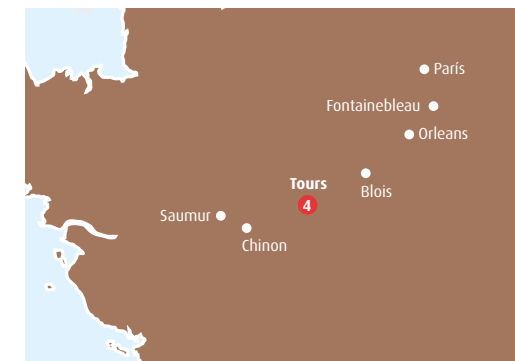 París
Fontainebleau
Orleans
Tours
4
Blois
Saumur
Chinon